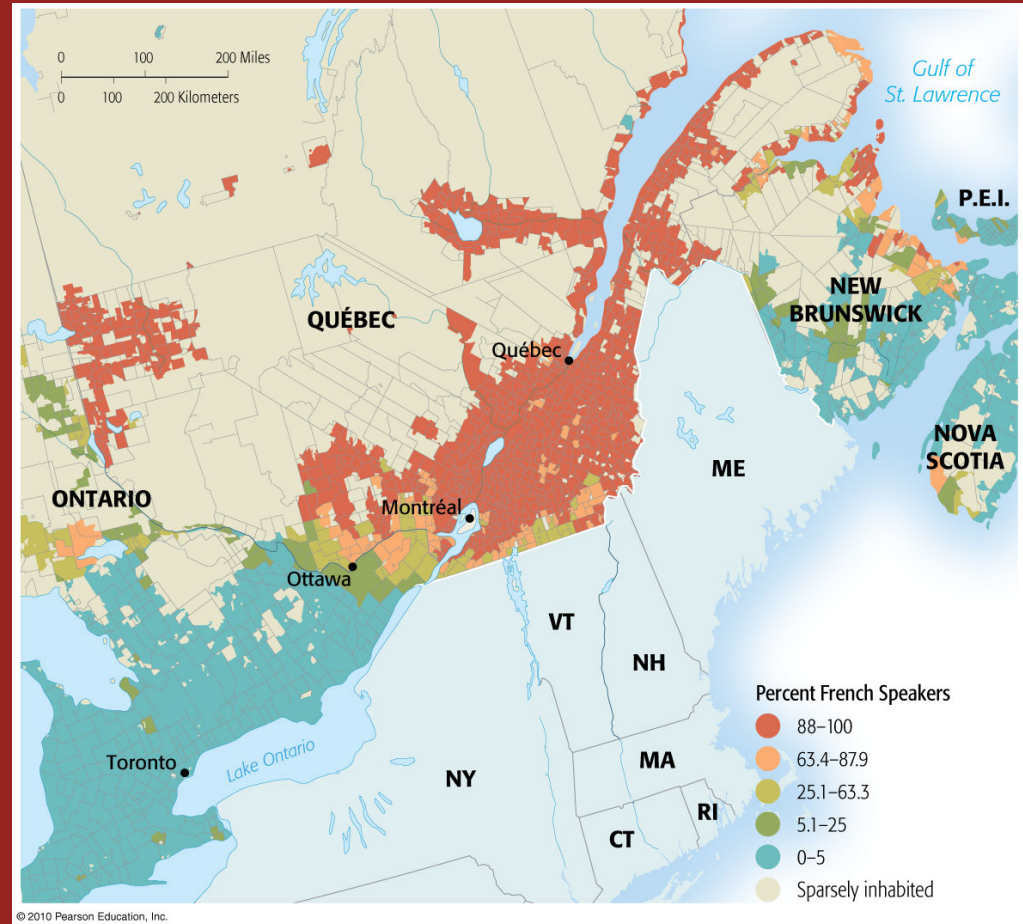 0 100 200 Miles
0 100 200 Kilometers
Gulf of
St. Lawrence
P.E.I.
QUÉBEC
NEW
BRUNSWICK
Québec
NOVA
SCOTIA
ME
ONTARIO
Montréal
Ottawa
VT
NH
Toronto
Lake Ontario
NY
MA
RI
CT
Percent French Speakers
88–100
63.4–87.9
25.1–63.3
5.1–25
0–5
Sparsely inhabited
© 2010 Pearson Education, Inc.